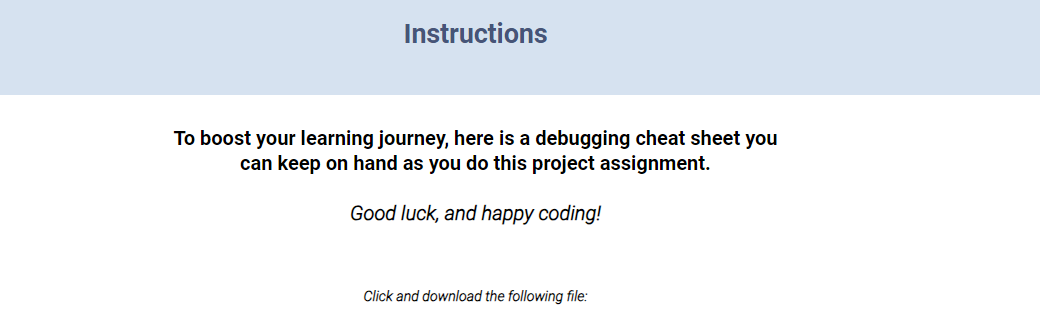 Instructions
To boost your learning journey, here is a debugging cheat sheet you
can keep on hand as you do this project assignment.
Good luck, and happy coding!
Click and download the following file: